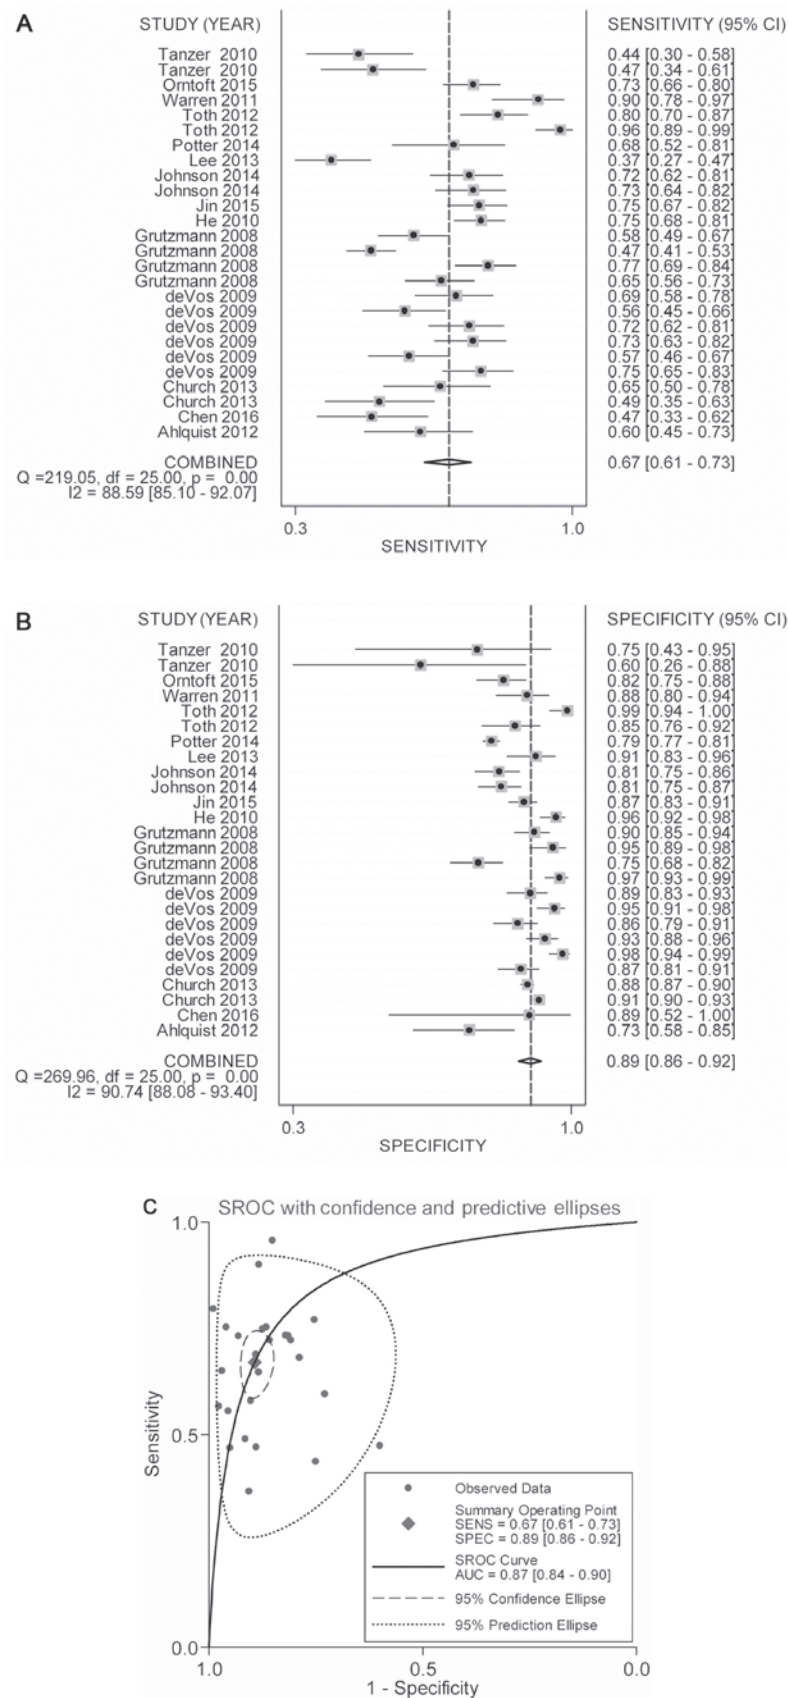 A
STUDY (YEAR) SENSITIVITY (95% CI)
Tanzer 2010 0.44 [0.30 - 0.58]
Tanzer 2010 0.47 [0.34 - 0.61]
Orntoft 2015 0.73 [0.66 - 0.80]
Warren 2011 0.90 [0.78 - 0.97]
Toth 2012 0.80 [0.70 - 0.87]
Toth 2012 0.96 [0.89 - 0.99]
Potter 2014 0.68 [0.52 - 0.81]
Lee 2013 0.37 [0.27 - 0.47]
Johnson 2014 0.72 [0.62 - 0.81]
Johnson 2014 0.73 [0.64 - 0.82]
Jin 2015 0.75 [0.67 - 0.82]
He 2010 0.75 [0.68 - 0.81]
Grutzmann 2008 0.58 [0.49 - 0.67]
Grutzmann 2008 0.47 [0.41 - 0.53]
Grutzmann 2008 0.77 [0.69 - 0.84]
Grutzmann 2008 0.65 [0.56 - 0.73]
deVos 2009 0.69 [0.58 - 0.78]
deVos 2009 0.56 [0.45 - 0.66]
deVos 2009 0.72 [0.62 - 0.81]
deVos 2009 0.73 [0.63 - 0.82]
deVos 2009 0.57 [0.46 - 0.67]
deVos 2009 0.75 [0.65 - 0.83]
Church 2013 0.65 [0.50 - 0.78]
Church 2013 0.49 [0.35 - 0.63]
Chen 2016 0.47 [0.33 - 0.62]
Ahlquist 2012 0.60 [0.45 - 0.73]
COMBINED 0.67 [0.61 - 0.73]
Q =219.05, df = 25.00, p = 0.00
I2 = 88.59 [85.10 - 92.07]
0.3 1.0
SENSITIVITY
B
STUDY (YEAR) SPECIFICITY (95% CI)
Tanzer 2010 0.75 [0.43 - 0.95]
Tanzer 2010 0.60 [0.26 - 0.88]
Orntoft 2015 0.82 [0.75 - 0.88]
Warren 2011 0.88 [0.80 - 0.94]
Toth 2012 0.99 [0.94 - 1.00]
Toth 2012 0.85 [0.76 - 0.92]
Potter 2014 0.79 [0.77 - 0.81]
Lee 2013 0.91 [0.83 - 0.96]
Johnson 2014 0.81 [0.75 - 0.86]
Johnson 2014 0.81 [0.75 - 0.87]
Jin 2015 0.87 [0.83 - 0.91]
He 2010 0.96 [0.92 - 0.98]
Grutzmann 2008 0.90 [0.85 - 0.94]
Grutzmann 2008 0.95 [0.89 - 0.98]
Grutzmann 2008 0.75 [0.68 - 0.82]
Grutzmann 2008 0.97 [0.93 - 0.99]
deVos 2009 0.89 [0.83 - 0.93]
deVos 2009 0.95 [0.91 - 0.98]
deVos 2009 0.86 [0.79 - 0.91]
deVos 2009 0.93 [0.88 - 0.96]
deVos 2009 0.98 [0.94 - 0.99]
deVos 2009 0.87 [0.81 - 0.91]
Church 2013 0.88 [0.87 - 0.90]
Church 2013 0.91 [0.90 - 0.93]
Chen 2016 0.89 [0.52 - 1.00]
Ahlquist 2012 0.73 [0.58 - 0.85]
COMBINED 0.89 [0.86 - 0.92]
Q =269.96, df = 25.00, p = 0.00
I2 = 90.74 [88.08 - 93.40]
0.3 1.0
SPECIFICITY
C
SROC with confidence and predictive ellipses
1.0
0.5
0.0
Sensitivity
Observed Data
Summary Operating Point
SENS = 0.67 [0.61 - 0.73]
SPEC = 0.89 [0.86 - 0.92]
SROC Curve
AUC = 0.87 [0.84 - 0.90]
95% Confidence Ellipse
95% Prediction Ellipse
1.0 0.5 0.0
1 - Specificity